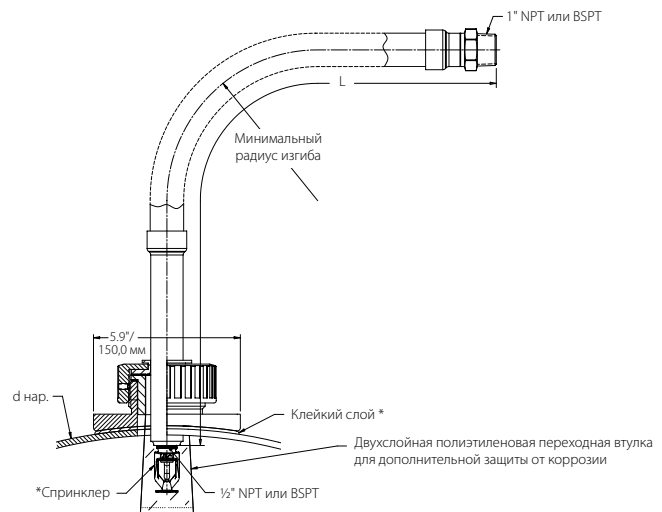 1" NPT или BSPT
L
Минимальный
радиус изгиба
5.9"/
150,0 мм
d нар.
Клейкий слой *
Двухслойная полиэтиленовая переходная втулка
для дополнительной защиты от коррозии
*Спринклер
½" NPT или BSPT